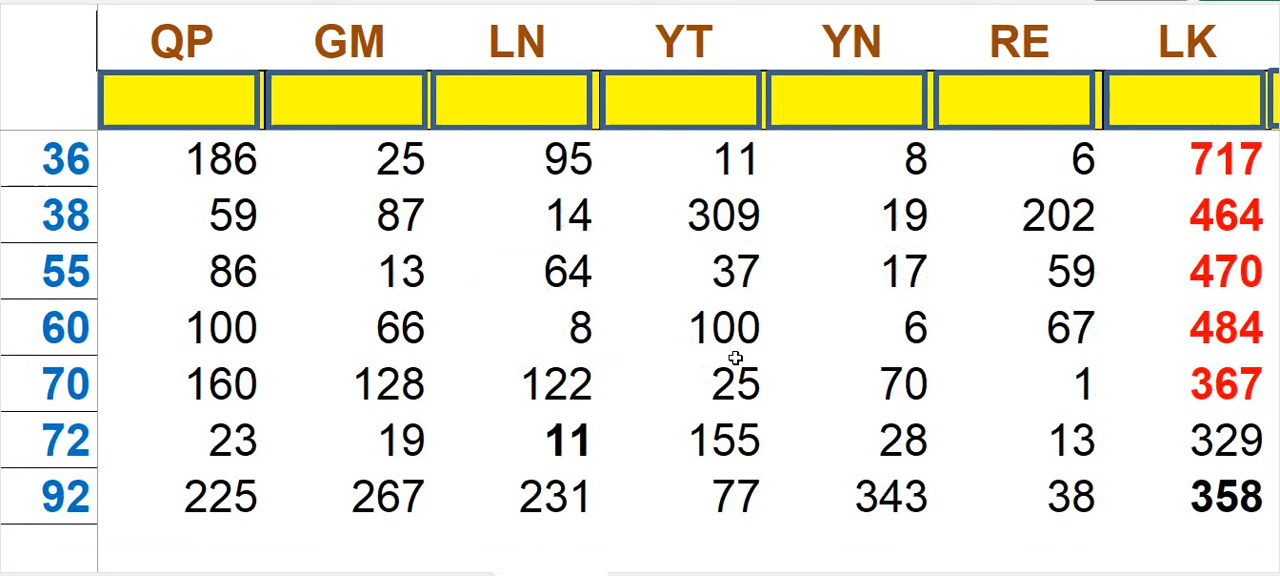 QP GM LN YT YN RE LK
36 186 25 95 11 8 6 717
38 59 87 14 309 19 202 464
55 86 13 64 37 17 59 470
60 100 66 8 100 6 67 484
70 160 128 122 25 70 1 367
72 23 19 11 155 28 13 329
92 225 267 231 77 343 38 358